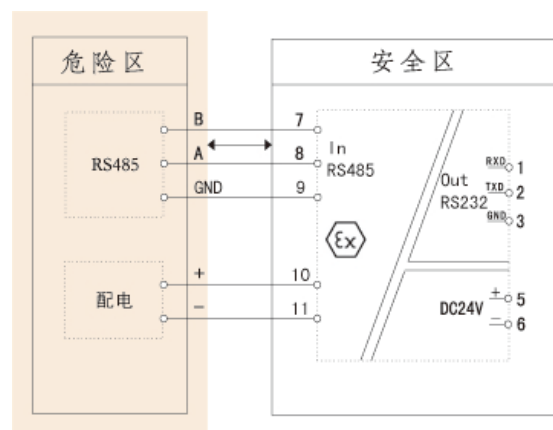 危险区
安全区
B
7
RS485
A
8
In
RS485
GND
9
RXD
1
Out
RS232
TXD
2
GND
3
Ex
配电
+
10
−
11
DC24V
+
5
−
6